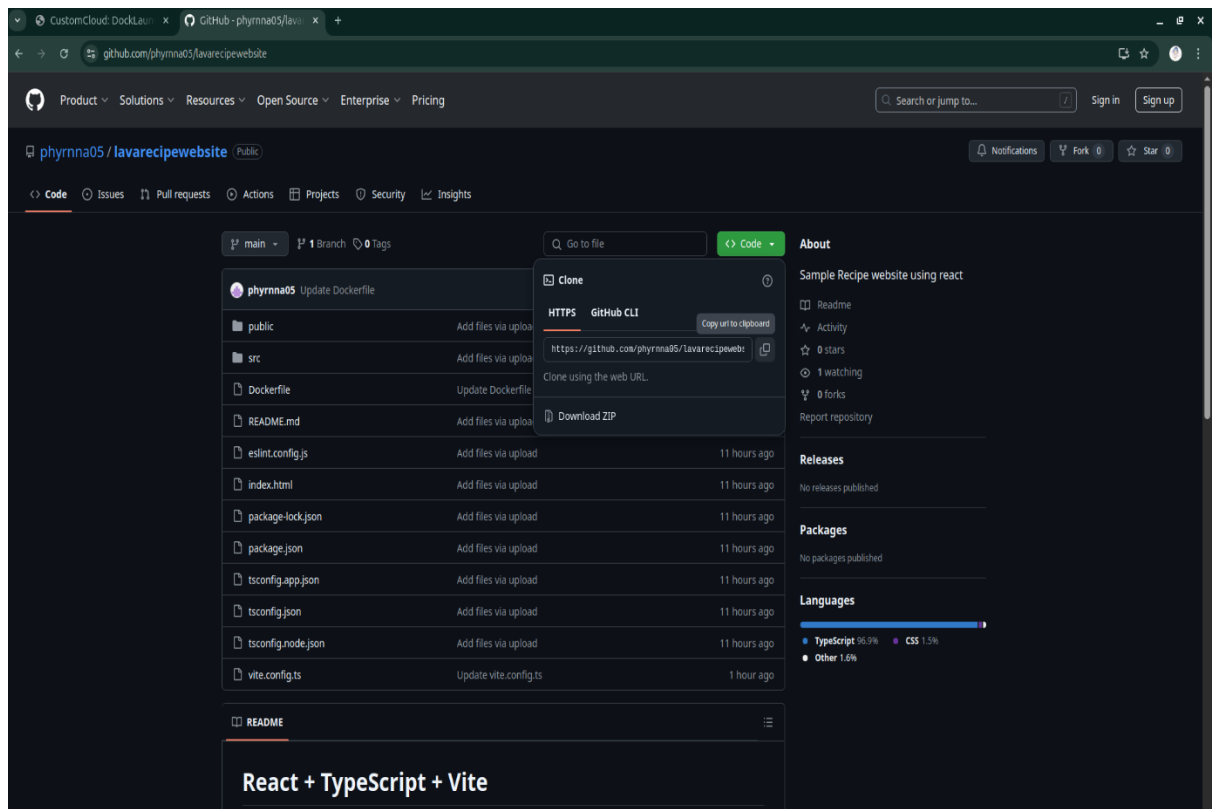 CustomCloud: DockLaun
GitHub - phyrnna05/lava
github.com/phyrnna05/lavarecipewebsite
Product Solutions Resources Open Source Enterprise Pricing
Search or jump to... /
Sign in Sign up
phyrnna05 / lavarecipewebsite Public
Notifications Fork 0 Star 0
Code Issues Pull requests Actions Projects Security Insights
main 1 Branch 0 Tags
Go to file
Code
phyrnna05 Update Dockerfile
public Add files via uploa
src Add files via uploa
Dockerfile Update Dockerfile
README.md Add files via uploa
eslint.config.js Add files via upload 11 hours ago
index.html Add files via upload 11 hours ago
package-lock.json Add files via upload 11 hours ago
package.json Add files via upload 11 hours ago
tsconfig.app.json Add files via upload 11 hours ago
tsconfig.json Add files via upload 11 hours ago
tsconfig.node.json Add files via upload 11 hours ago
vite.config.ts Update vite.config.ts 1 hour ago
Clone
HTTPS GitHub CLI
Copy url to clipboard
https://github.com/phyrnna05/lavarecipewebs
Clone using the web URL.
Download ZIP
README
React + TypeScript + Vite
About
Sample Recipe website using react
Readme
Activity
0 stars
1 watching
0 forks
Report repository
Releases
No releases published
Packages
No packages published
Languages
TypeScript 96.9% CSS 1.5%
Other 1.6%